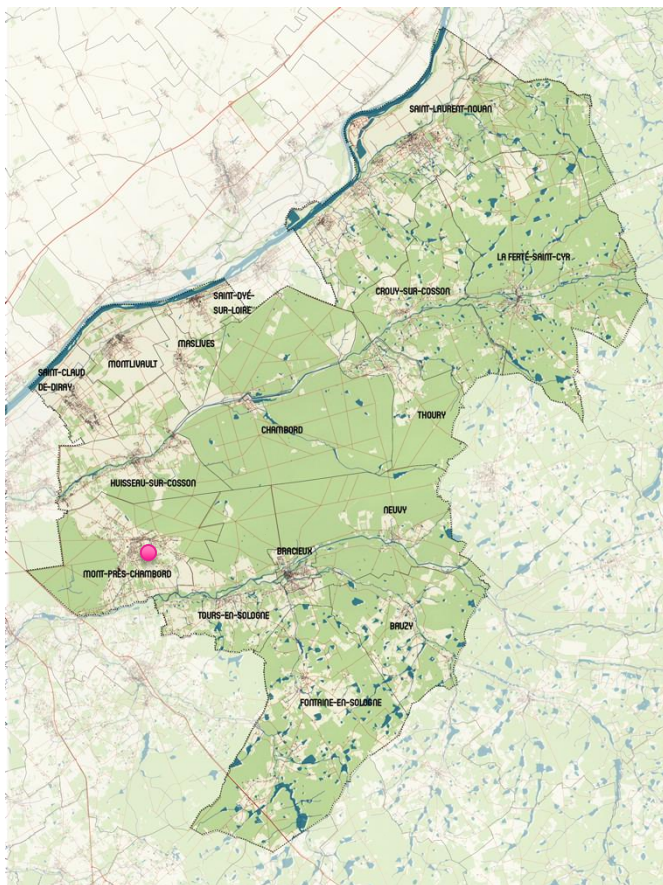 SAINT-LAURENT-NOUAN
LA FERTÉ-SAINT-CYR
CROUY-SUR-COSSON
SAINT-DYÉ-
SUR-LOIRE
MASLIVES
MONTLIVAULT
SAINT-CLAUD
DE-DIRAY
THOURY
CHAMBORD
HUISSEAU-SUR-COSSON
NEUVY
BRACIEUX
MONT-PRÈS-CHAMBORD
TOURS-EN-SOLOGNE
BAUZY
FONTAINE-EN-SOLOGNE